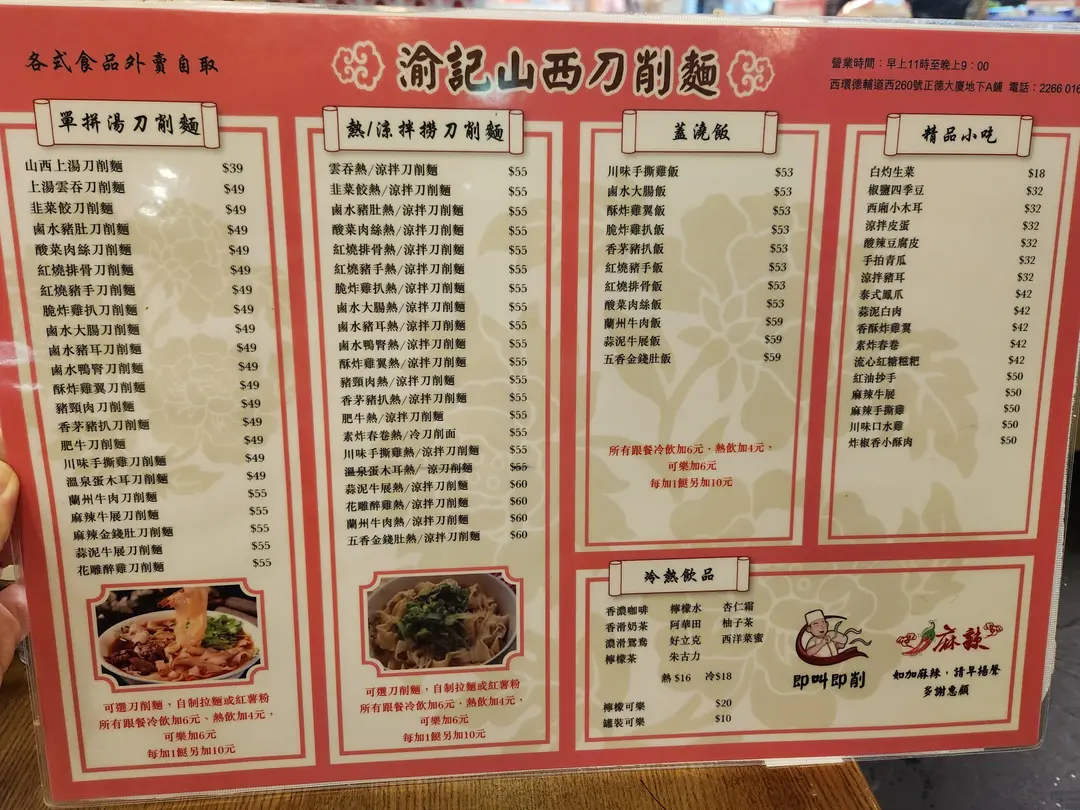 各式食品外賣自取
渝記山西刀削麵
營業時間：早上11時至晚上9：00
西環德輔道西260號正德大廈地下A鋪 電話：2266 016
單拼湯刀削麵
山西上湯刀削麵 $39
上湯雲吞刀削麵 $49
韭菜餃刀削麵 $49
鹵水豬肚刀削麵 $49
酸菜肉絲刀削麵 $49
紅燒排骨刀削麵 $49
紅燒豬手刀削麵 $49
脆炸雞扒刀削麵 $49
鹵水大腸刀削麵 $49
鹵水豬耳刀削麵 $49
鹵水鴨腎刀削麵 $49
酥炸雞翼刀削麵 $49
豬頸肉刀削麵 $49
香茅豬扒刀削麵 $49
肥牛刀削麵 $49
川味手撕雞刀削麵 $49
溫泉蛋木耳刀削麵 $49
蘭州牛肉刀削麵 $55
麻辣牛展刀削麵 $55
麻辣金錢肚刀削麵 $55
蒜泥牛展刀削麵 $55
花雕醉雞刀削麵 $55
可選刀削麵，自制拉麵或紅薯粉
所有跟餐冷飲加6元、熱飲加4元，
可樂加6元
每加1餸另加10元
熱/涼拌撈刀削麵
雲吞熱/涼拌刀削麵 $55
韭菜餃熱/涼拌刀削麵 $55
鹵水豬肚熱/涼拌刀削麵 $55
酸菜肉絲熱/涼拌刀削麵 $55
紅燒排骨熱/涼拌刀削麵 $55
紅燒豬手熱/涼拌刀削麵 $55
脆炸雞扒熱/涼拌刀削麵 $55
鹵水大腸熱/涼拌刀削麵 $55
鹵水豬耳熱/涼拌刀削麵 $55
鹵水鴨腎熱/涼拌刀削麵 $55
酥炸雞翼熱/涼拌刀削麵 $55
豬頸肉熱/涼拌刀削麵 $55
香茅豬扒熱/涼拌刀削麵 $55
肥牛熱/涼拌刀削麵 $55
素炸春卷熱/冷刀削面 $55
川味手撕雞熱/涼拌刀削麵 $55
溫泉蛋木耳熱/ 涼刀削麵 $55
蒜泥牛展熱/涼拌刀削麵 $60
花雕醉雞熱/涼拌刀削麵 $60
蘭州牛肉熱/涼拌刀削麵 $60
五香金錢肚熱/涼拌刀削麵 $60
可選刀削麵，自制拉麵或紅薯粉
所有跟餐冷飲加6元、熱飲加4元，
可樂加6元
每加1餸另加10元
蓋澆飯
川味手撕雞飯 $53
鹵水大腸飯 $53
酥炸雞翼飯 $53
脆炸雞扒飯 $53
香茅豬扒飯 $53
紅燒豬手飯 $53
紅燒排骨飯 $53
酸菜肉絲飯 $53
蘭州牛肉飯 $59
蒜泥牛展飯 $59
五香金錢肚飯 $59
所有跟餐冷飲加6元、熱飲加4元，
可樂加6元
每加1餸另加10元
精品小吃
白灼生菜 $18
椒鹽四季豆 $32
西廂小木耳 $32
涼拌皮蛋 $32
酸辣豆腐皮 $32
手拍青瓜 $32
涼拌豬耳 $32
泰式鳳爪 $42
蒜泥白肉 $42
香酥炸雞翼 $42
素炸春卷 $42
流心紅糖糍粑 $42
紅油抄手 $50
麻辣牛展 $50
麻辣手撕雞 $50
川味口水雞 $50
炸椒香小酥肉 $50
冷熱飲品
香濃咖啡 檸檬水 杏仁霜
香滑奶茶 阿華田 柚子茶
濃滑鴛鴦 好立克 西洋菜蜜
檸檬茶 朱古力
熱 $16 冷$18
檸檬可樂 $20
罐裝可樂 $10
即叫即削
麻辣
如加麻辣，請早揚聲
多謝惠顧